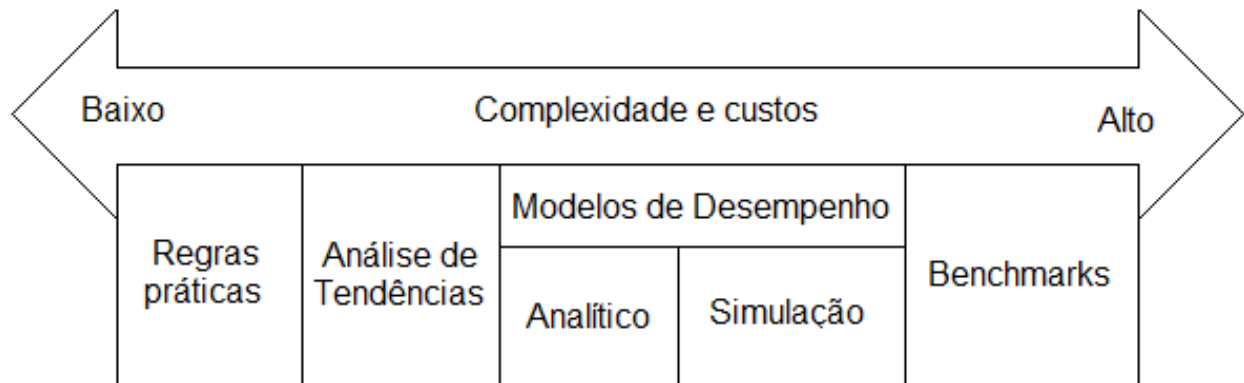 Baixo
Complexidade e custos
Alto
Regras
práticas
Análise de
Tendências
Modelos de Desempenho
Analítico
Simulação
Benchmarks